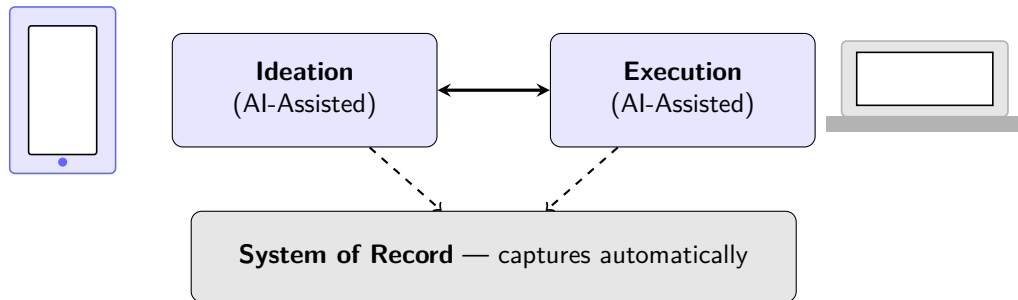 Ideation
(AI-Assisted)
Execution
(AI-Assisted)
System of Record — captures automatically